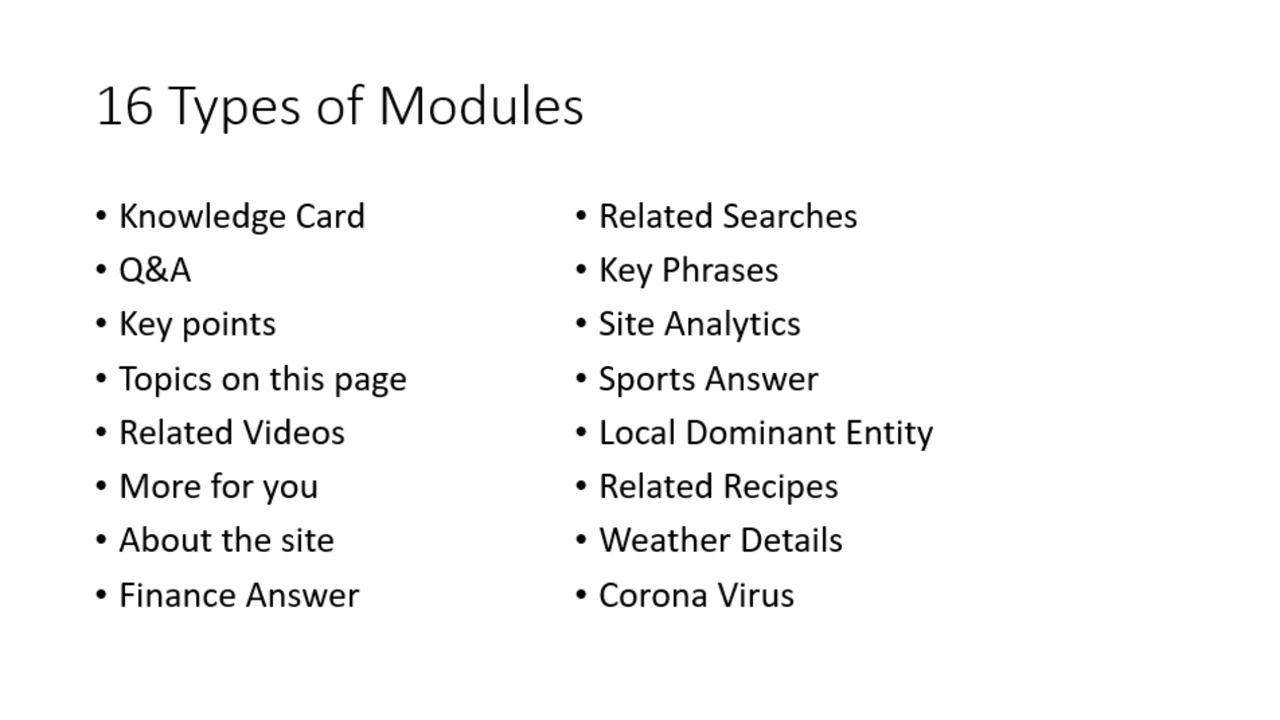 16 Types of Modules
• Knowledge Card
• Q&A
• Key points
• Topics on this page
• Related Videos
• More for you
• About the site
• Finance Answer
• Related Searches
• Key Phrases
• Site Analytics
• Sports Answer
• Local Dominant Entity
• Related Recipes
• Weather Details
• Corona Virus